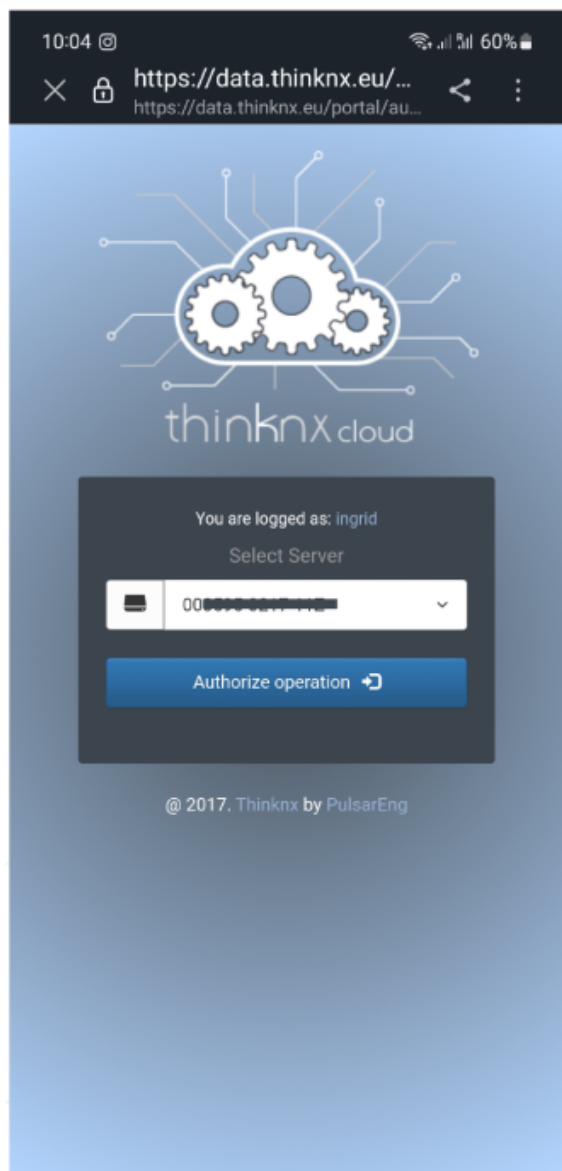 10:04 60%
https://data.thinknx.eu/...
https://data.thinknx.eu/portal/au...
thinknx cloud
You are logged as: ingrid
Select Server
00
Authorize operation
@ 2017. Thinknx by PulsarEng